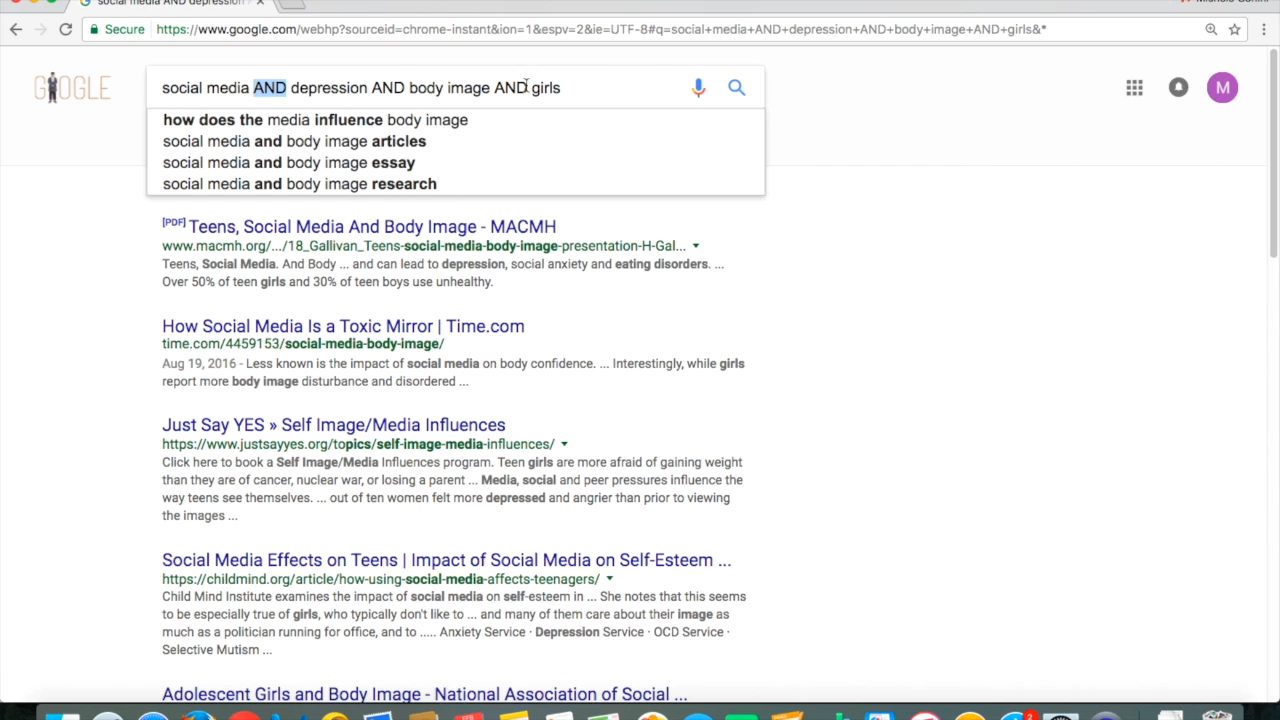 social media AND depression
Secure
https://www.google.com/webhp?sourceid=chrome-instant&ion=1&espv=2&ie=UTF-8#q=social+media+AND+depression+AND+body+image+AND+girls&*
GOOGLE
social media AND depression AND body image AND girls
M
how does the media influence body image
social media and body image articles
social media and body image essay
social media and body image research
[PDF] Teens, Social Media And Body Image - MACMH
www.macmh.org/.../18_Gallivan_Teens-social-media-body-image-presentation-H-Gal...
Teens, Social Media. And Body ... and can lead to depression, social anxiety and eating disorders. ...
Over 50% of teen girls and 30% of teen boys use unhealthy.
How Social Media Is a Toxic Mirror | Time.com
time.com/4459153/social-media-body-image/
Aug 19, 2016 - Less known is the impact of social media on body confidence. ... Interestingly, while girls
report more body image disturbance and disordered ...
Just Say YES » Self Image/Media Influences
https://www.justsayyes.org/topics/self-image-media-influences/
Click here to book a Self Image/Media Influences program. Teen girls are more afraid of gaining weight
than they are of cancer, nuclear war, or losing a parent ... Media, social and peer pressures influence the
way teens see themselves. ... out of ten women felt more depressed and angrier than prior to viewing
the images ...
Social Media Effects on Teens | Impact of Social Media on Self-Esteem ...
https://childmind.org/article/how-using-social-media-affects-teenagers/
Child Mind Institute examines the impact of social media on self-esteem in ... She notes that this seems
to be especially true of girls, who typically don't like to ... and many of them care about their image as
much as a politician running for office, and to ..... Anxiety Service · Depression Service · OCD Service ·
Selective Mutism ...
Adolescent Girls and Body Image - National Association of Social ...
2